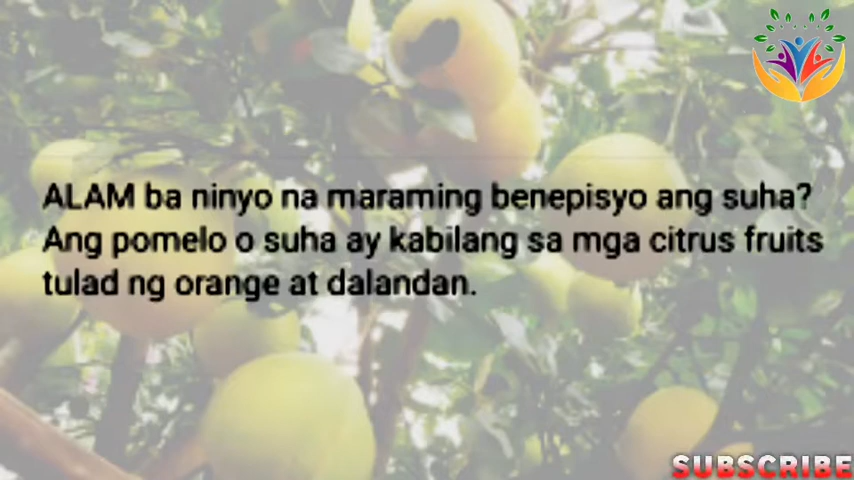 ALAM ba ninyo na maraming benepisyo ang suha?
Ang pomelo o suha ay kabilang sa mga citrus fruits
tulad ng orange at dalandan.
SUBSCRIBE